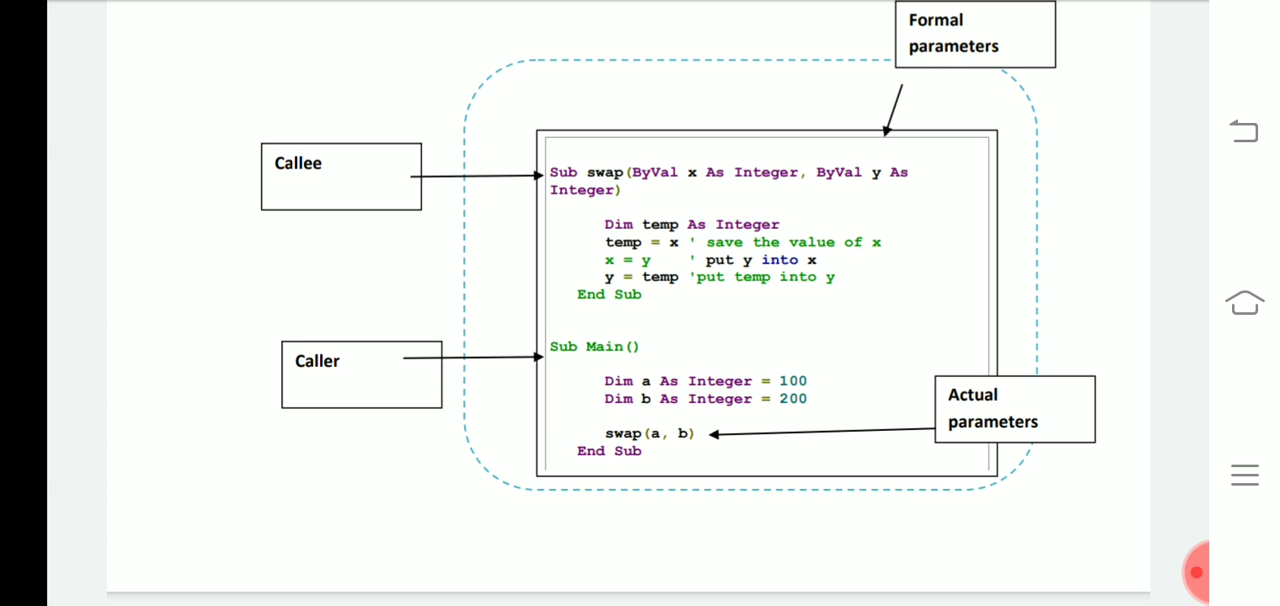 Formal
parameters
Callee
Sub swap(ByVal x As Integer, ByVal y As
Integer)
Dim temp As Integer
temp = x ' save the value of x
x = y    ' put y into x
y = temp 'put temp into y
End Sub
Caller
Sub Main()
Dim a As Integer = 100
Dim b As Integer = 200
Actual
parameters
swap(a, b)
End Sub